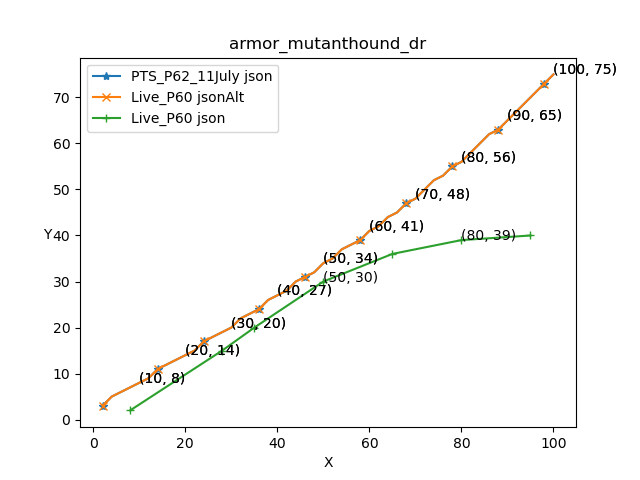 armor_mutanthound_dr
PTS_P62_11July json
Live_P60 jsonAlt
Live_P60 json
(100, 75)
(90, 65)
(80, 56)
(70, 48)
(60, 41)
(80, 39)
(50, 34)
(50, 30)
(40, 27)
(30, 20)
(20, 14)
(10, 8)
70
60
50
40
30
20
10
0
Y
0 20 40 60 80 100
X